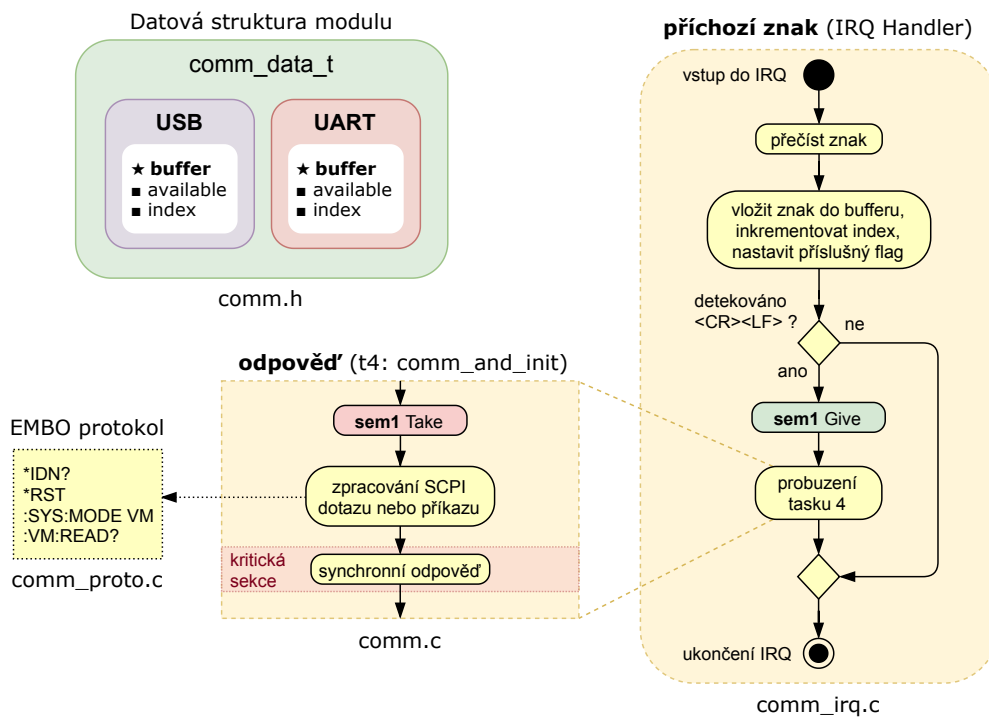 Datová struktura modulu
comm_data_t
USB
★ buffer
■ available
■ index
UART
★ buffer
■ available
■ index
comm.h
příchozí znak (IRQ Handler)
vstup do IRQ
přečíst znak
vložit znak do bufferu,
inkrementovat index,
nastavit příslušný flag
detekováno
<CR><LF> ?
ne
ano
sem1 Give
probuzení
tasku 4
ukončení IRQ
comm_irq.c
odpověď (t4: comm_and_init)
sem1 Take
zpracování SCPI
dotazu nebo příkazu
kritická
sekce
synchronní odpověď
comm.c
EMBO protokol
*IDN?
*RST
:SYS:MODE VM
:VM:READ?
comm_proto.c